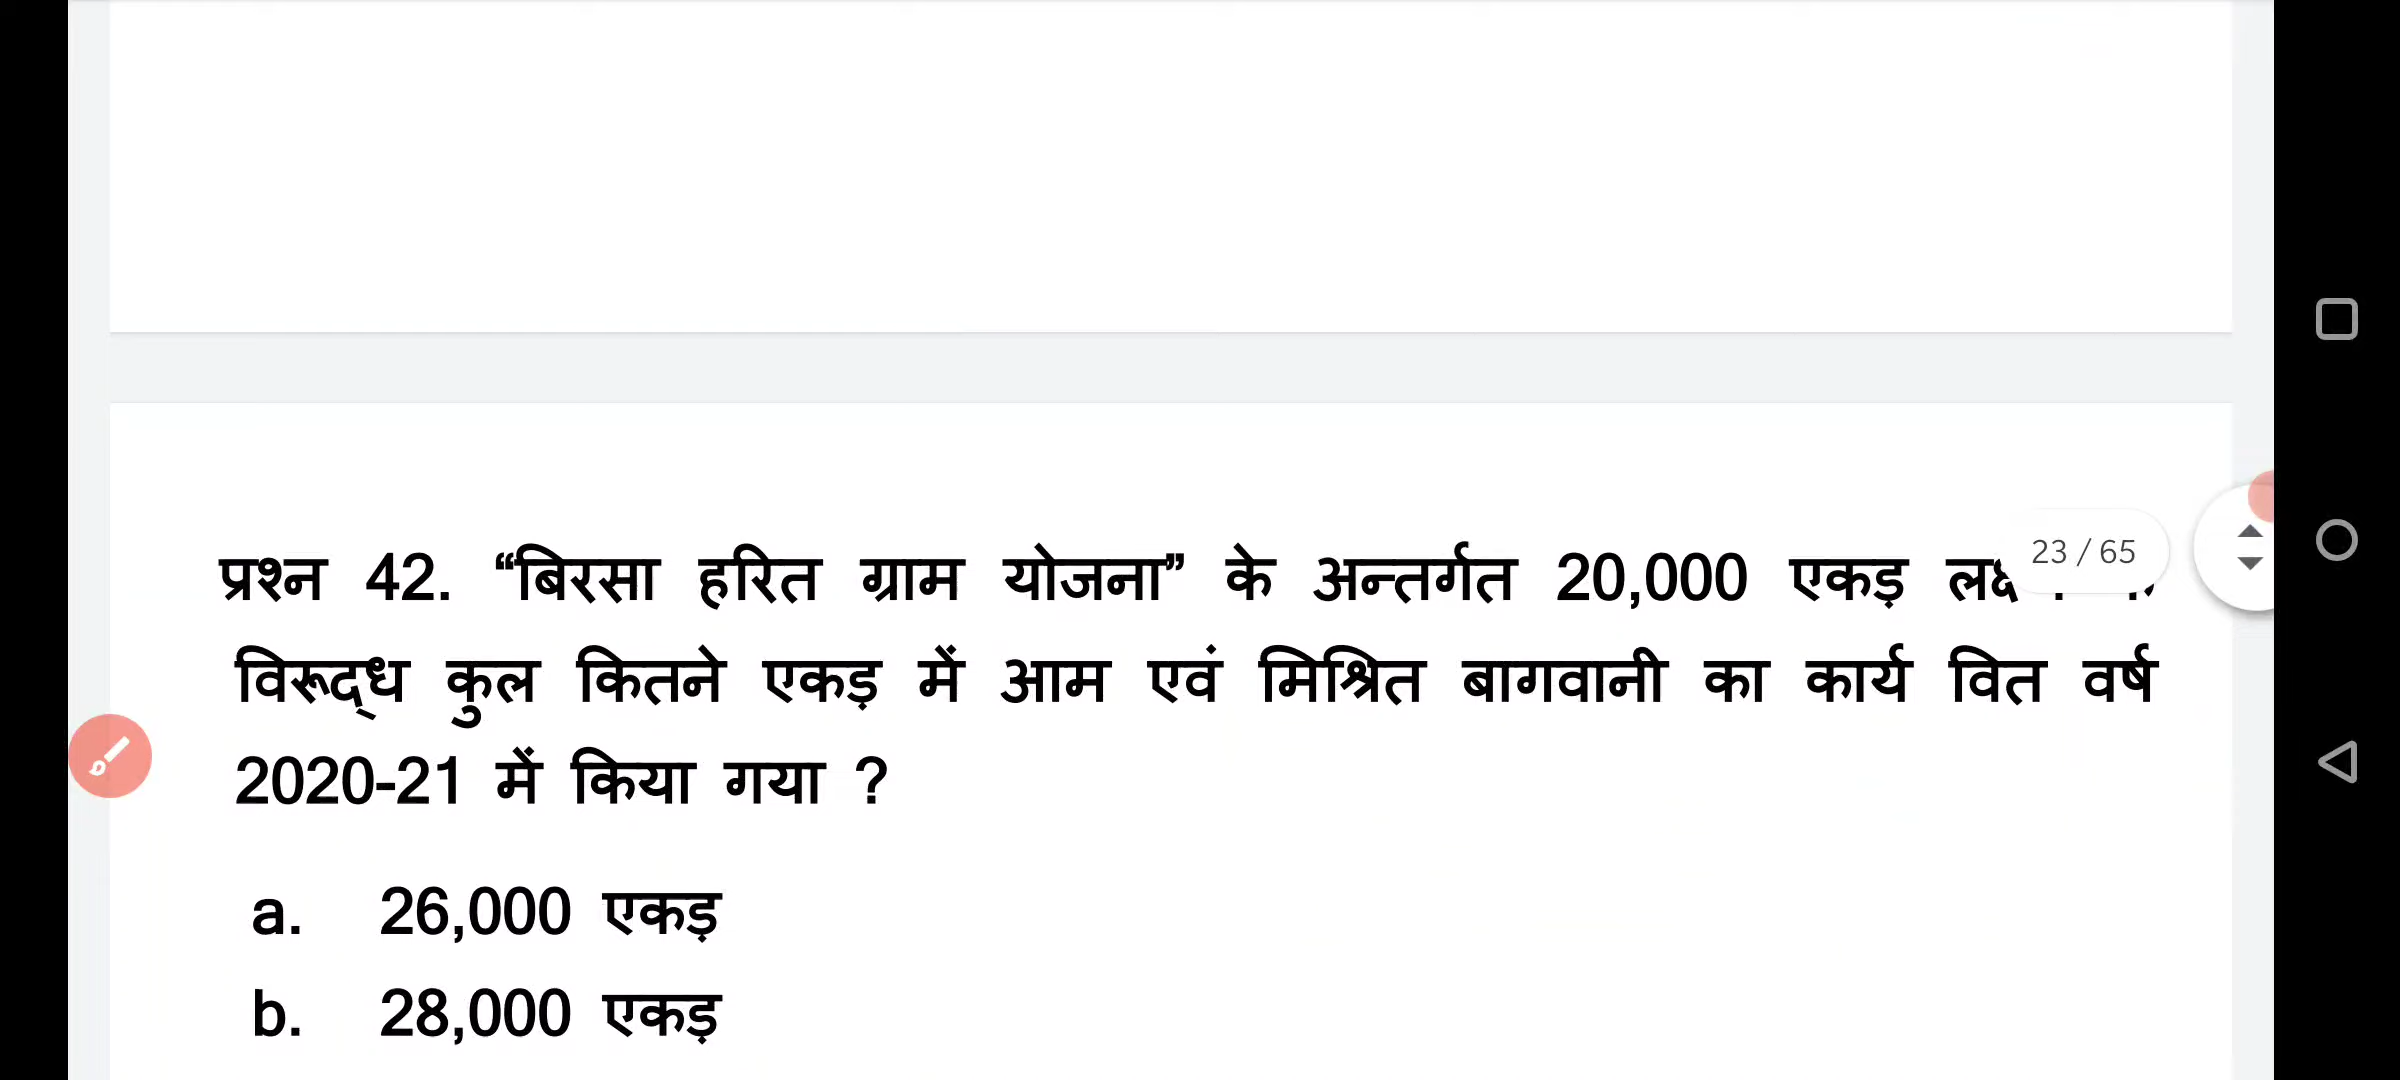 23 / 65
प्रश्न 42. “बिरसा हरित ग्राम योजना” के अन्तर्गत 20,000 एकड़
विरूद्ध कुल कितने एकड़ में आम एवं मिश्रित बागवानी का कार्य वित वर्ष
2020-21 में किया गया ?
a. 26,000 एकड़
b. 28,000 एकड़